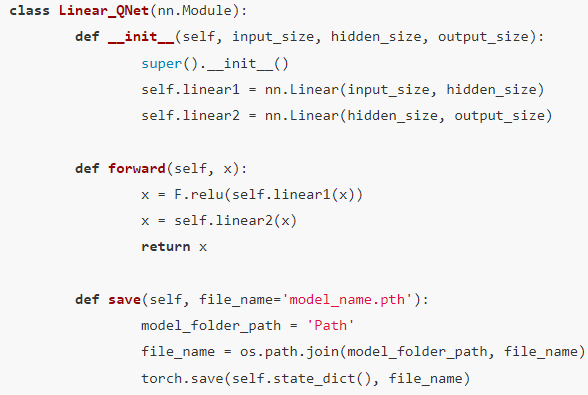 class Linear_QNet(nn.Module):
        def __init__(self, input_size, hidden_size, output_size):
                super().__init__()
                self.linear1 = nn.Linear(input_size, hidden_size)
                self.linear2 = nn.Linear(hidden_size, output_size)

        def forward(self, x):
                x = F.relu(self.linear1(x))
                x = self.linear2(x)
                return x

        def save(self, file_name='model_name.pth'):
                model_folder_path = 'Path'
                file_name = os.path.join(model_folder_path, file_name)
                torch.save(self.state_dict(), file_name)